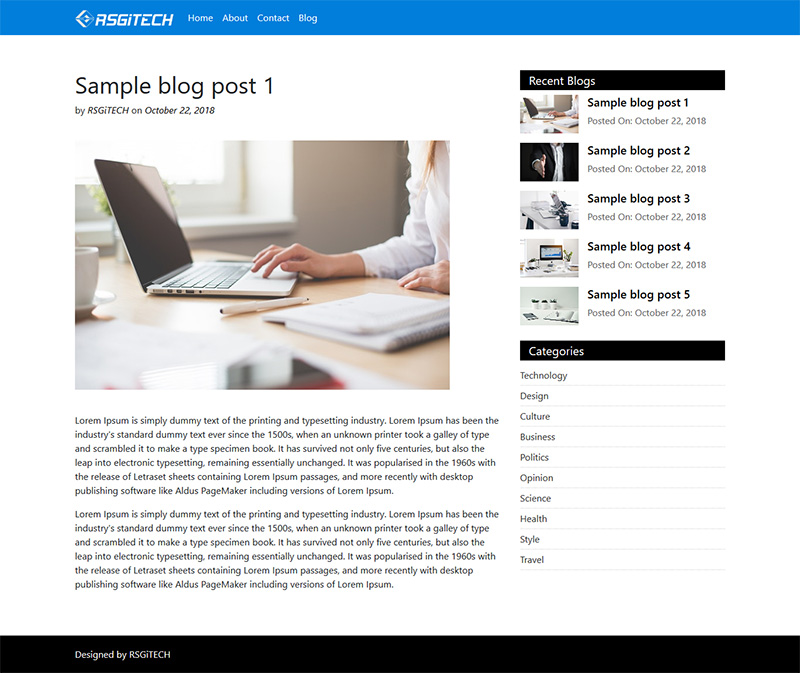 RSGiTECH Home About Contact Blog
Sample blog post 1
by RSGiTECH on October 22, 2018
Lorem Ipsum is simply dummy text of the printing and typesetting industry. Lorem Ipsum has been the
industry's standard dummy text ever since the 1500s, when an unknown printer took a galley of type
and scrambled it to make a type specimen book. It has survived not only five centuries, but also the
leap into electronic typesetting, remaining essentially unchanged. It was popularised in the 1960s with
the release of Letraset sheets containing Lorem Ipsum passages, and more recently with desktop
publishing software like Aldus PageMaker including versions of Lorem Ipsum.
Lorem Ipsum is simply dummy text of the printing and typesetting industry. Lorem Ipsum has been the
industry's standard dummy text ever since the 1500s, when an unknown printer took a galley of type
and scrambled it to make a type specimen book. It has survived not only five centuries, but also the
leap into electronic typesetting, remaining essentially unchanged. It was popularised in the 1960s with
the release of Letraset sheets containing Lorem Ipsum passages, and more recently with desktop
publishing software like Aldus PageMaker including versions of Lorem Ipsum.
Recent Blogs
Sample blog post 1
Posted On: October 22, 2018
Sample blog post 2
Posted On: October 22, 2018
Sample blog post 3
Posted On: October 22, 2018
Sample blog post 4
Posted On: October 22, 2018
Sample blog post 5
Posted On: October 22, 2018
Categories
Technology
Design
Culture
Business
Politics
Opinion
Science
Health
Style
Travel
Designed by RSGiTECH